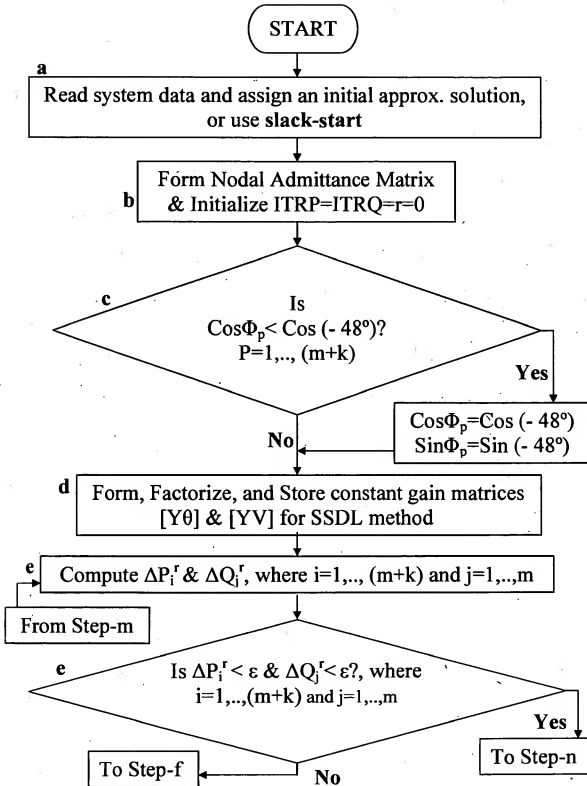 START
a
Read system data and assign an initial approx. solution,
or use slack-start
Form Nodal Admittance Matrix
b
& Initialize ITRP=ITRQ=r=0
c
Is
CosΦp< Cos (- 48º)?
P=1,.., (m+k)
Yes
CosΦp=Cos (- 48º)
SinΦp=Sin (- 48º)
No
d
Form, Factorize, and Store constant gain matrices
[Yθ] & [YV] for SSDL method
e
Compute ΔPiʳ & ΔQjʳ, where i=1,.., (m+k) and j=1,..,m
From Step-m
e
Is ΔPiʳ< ε & ΔQjʳ< ε?, where
i=1,..,(m+k) and j=1,..,m
Yes
To Step-n
To Step-f
No